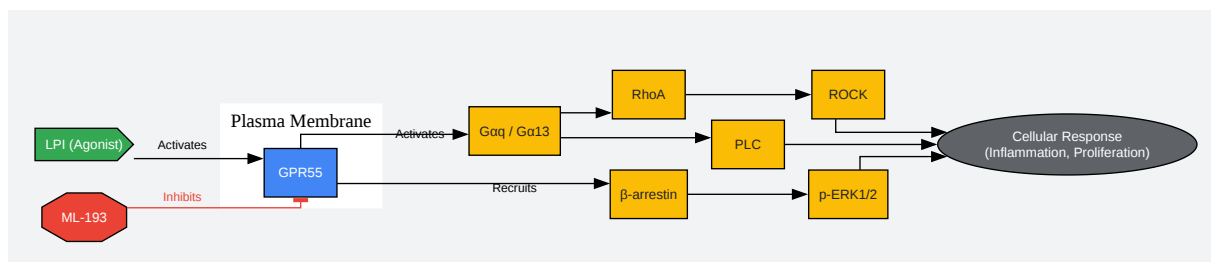 Plasma Membrane
LPI (Agonist)
Activates
GPR55
ML-193
Inhibits
Activates
Gαq / Gα13
Recruits
RhoA
ROCK
PLC
β-arrestin
p-ERK1/2
Cellular Response
(Inflammation, Proliferation)